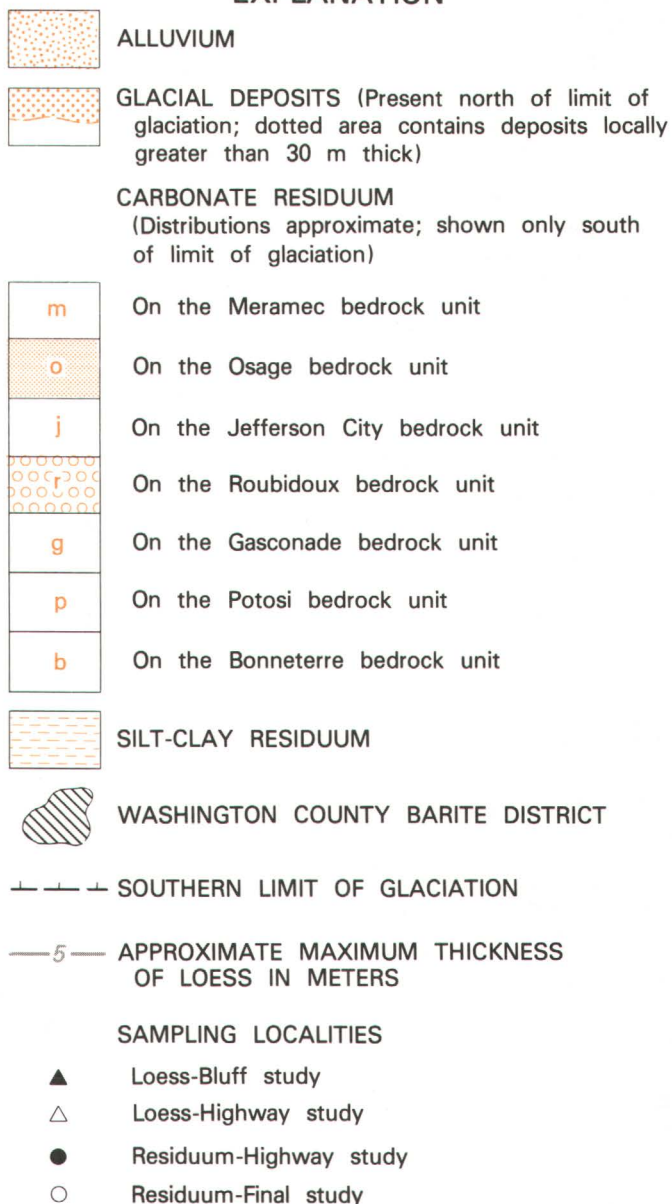 EXPLANATION
ALLUVIUM
GLACIAL DEPOSITS (Present north of limit of
glaciation; dotted area contains deposits locally
greater than 30 m thick)
CARBONATE RESIDUUM
(Distributions approximate; shown only south
of limit of glaciation)
m On the Meramec bedrock unit
o On the Osage bedrock unit
j On the Jefferson City bedrock unit
r On the Roubidoux bedrock unit
g On the Gasconade bedrock unit
p On the Potosi bedrock unit
b On the Bonneterre bedrock unit
SILT-CLAY RESIDUUM
WASHINGTON COUNTY BARITE DISTRICT
SOUTHERN LIMIT OF GLACIATION
5 APPROXIMATE MAXIMUM THICKNESS
OF LOESS IN METERS
SAMPLING LOCALITIES
Loess-Bluff study
Loess-Highway study
Residuum-Highway study
Residuum-Final study